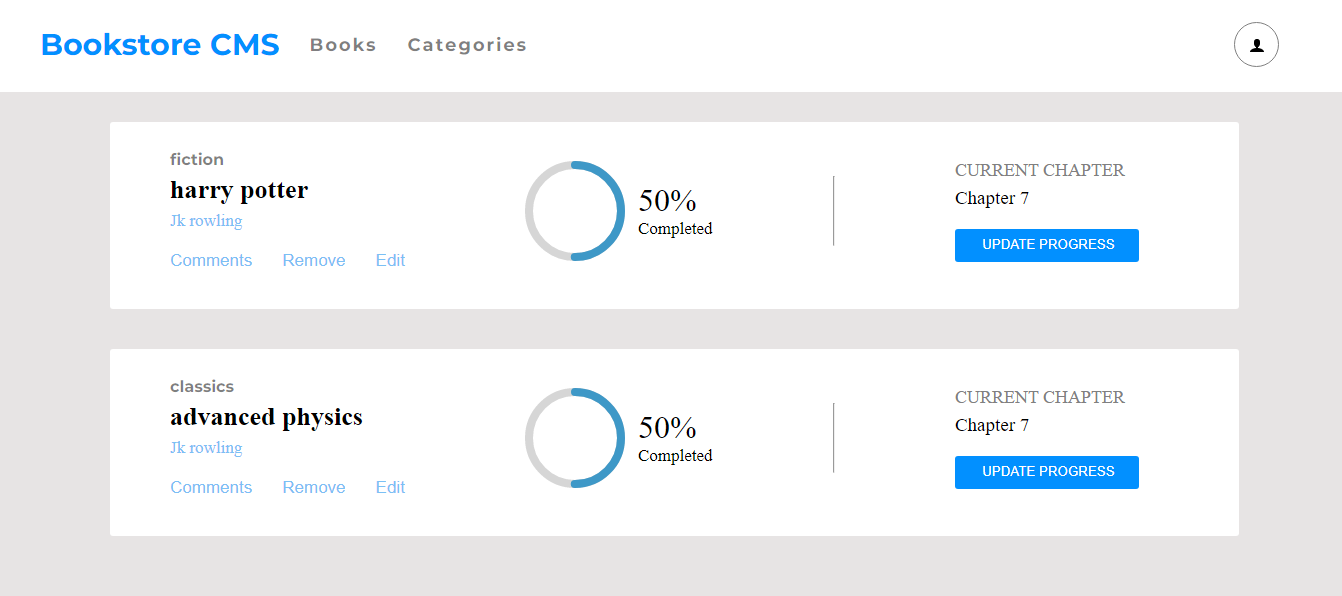 Bookstore CMS Books Categories
fiction
harry potter
Jk rowling
Comments Remove Edit
50%
Completed
CURRENT CHAPTER
Chapter 7
UPDATE PROGRESS
classics
advanced physics
Jk rowling
Comments Remove Edit
50%
Completed
CURRENT CHAPTER
Chapter 7
UPDATE PROGRESS